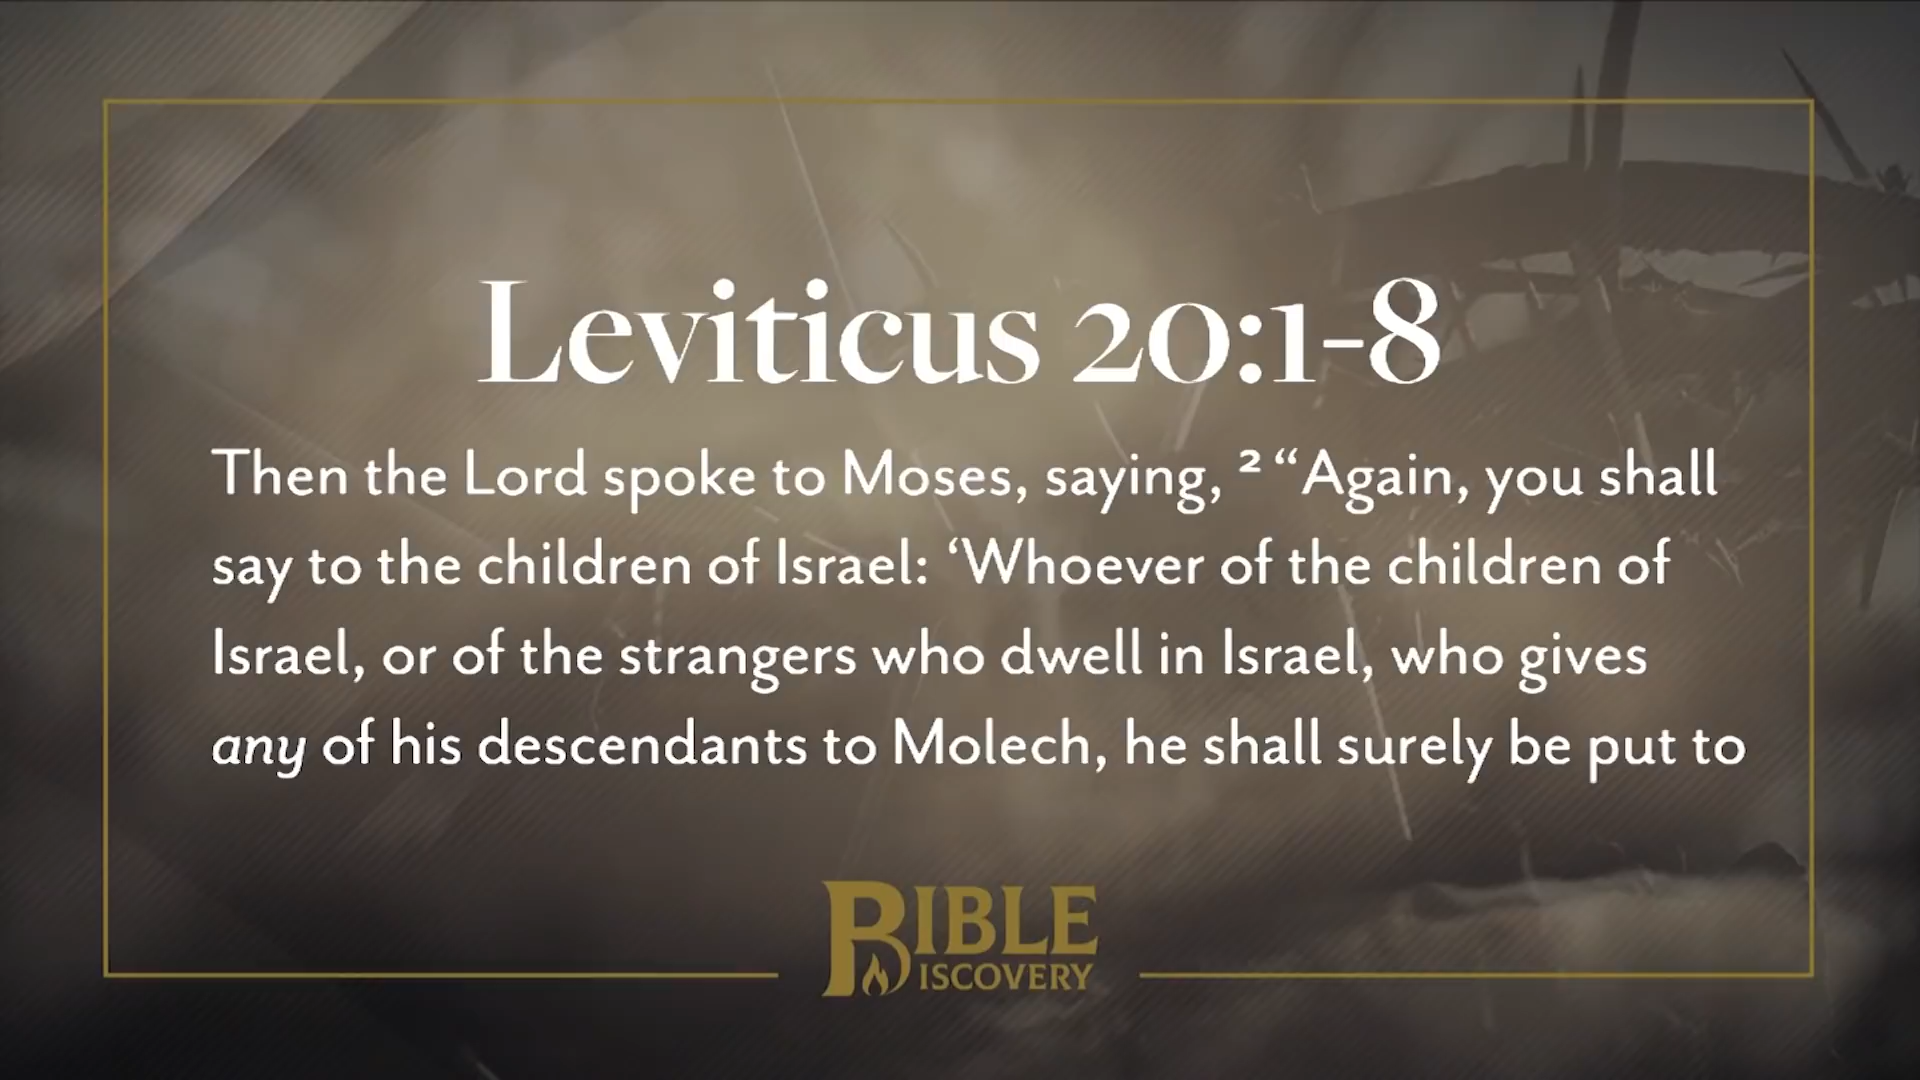 Leviticus 20:1-8
Then the Lord spoke to Moses, saying, ² “Again, you shall
say to the children of Israel: ‘Whoever of the children of
Israel, or of the strangers who dwell in Israel, who gives
any of his descendants to Molech, he shall surely be put to
BIBLE
DISCOVERY